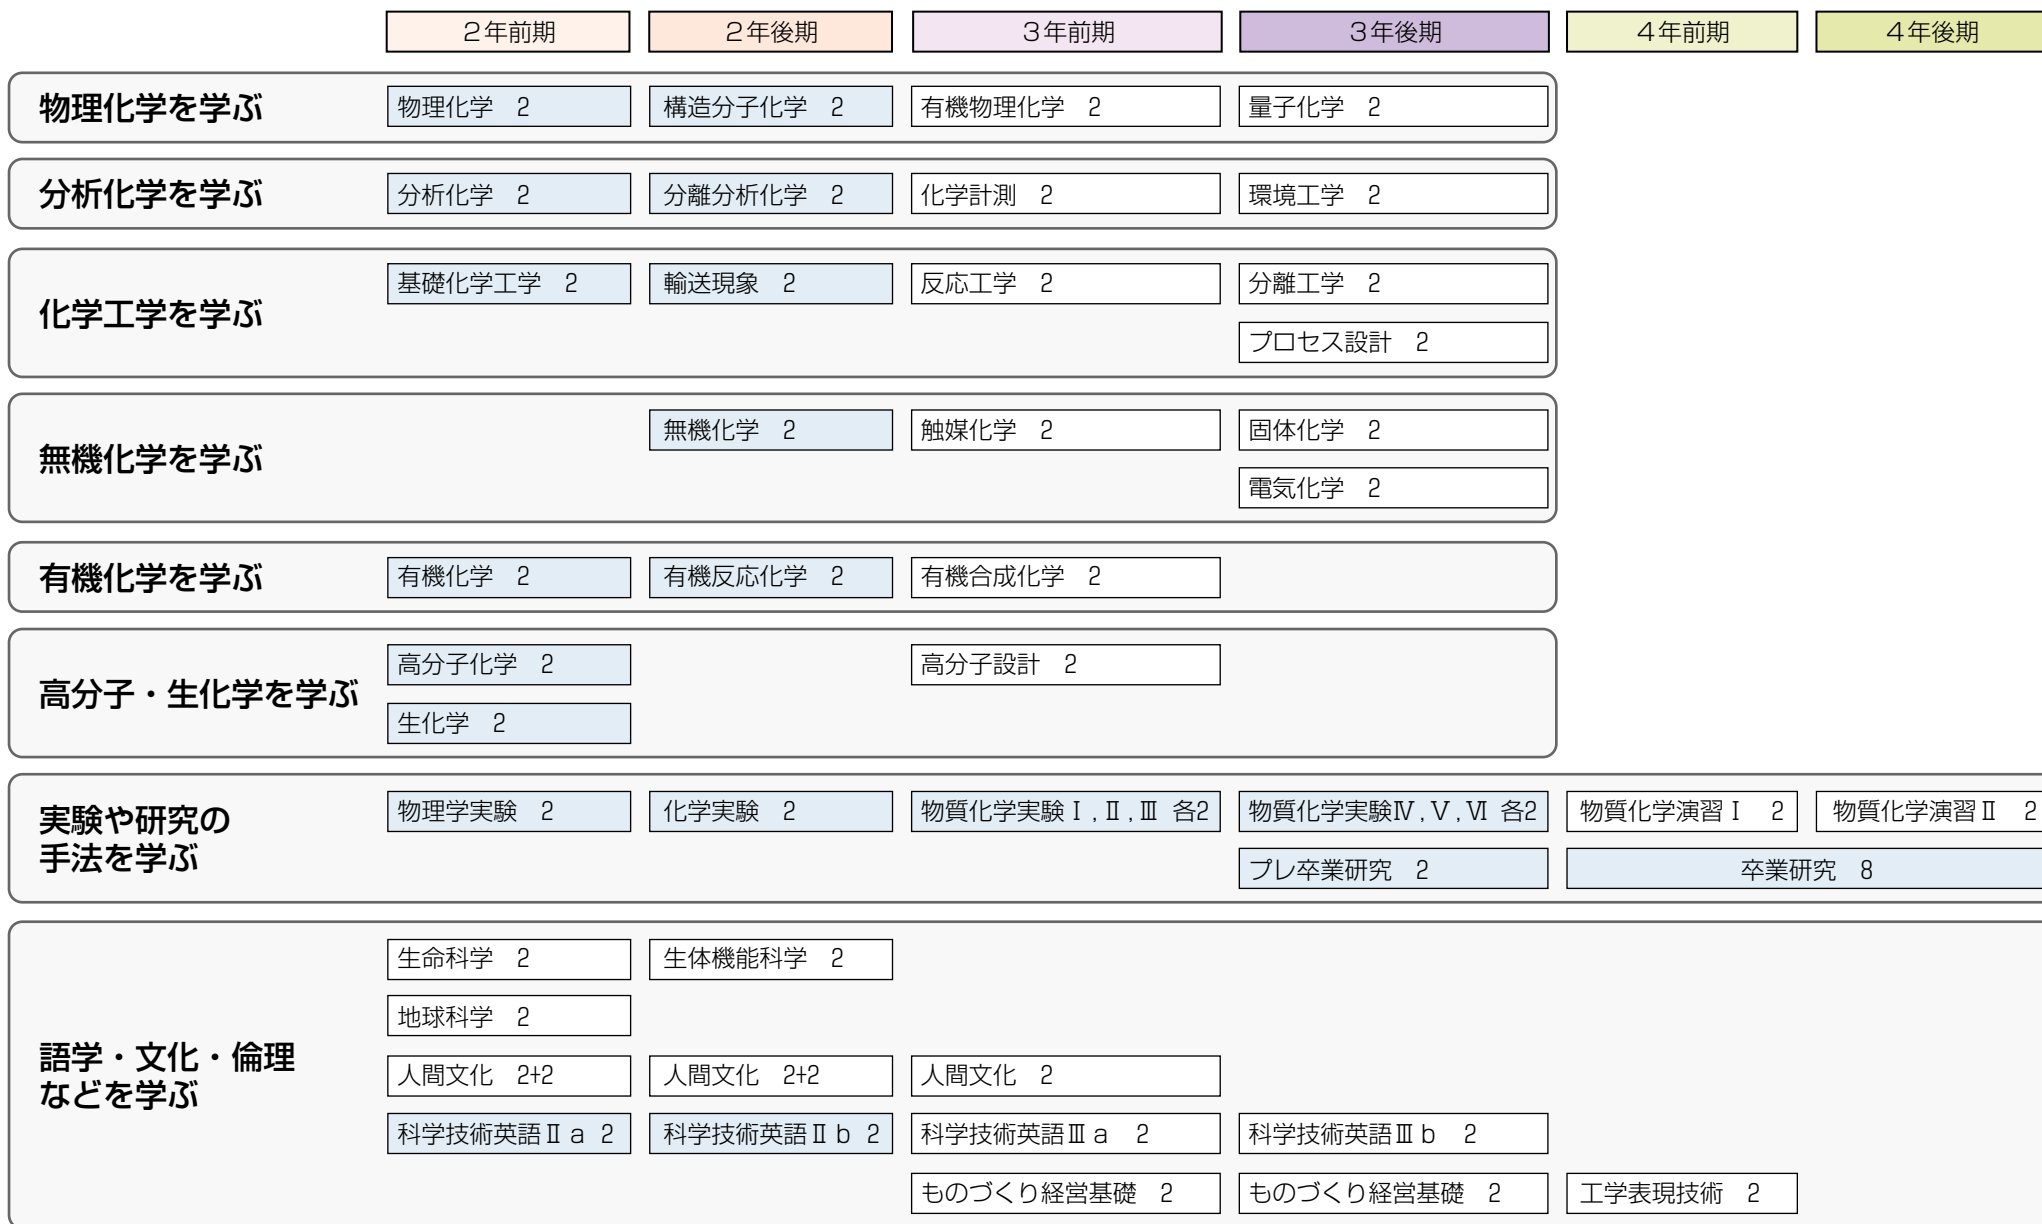 2年前期 2年後期 3年前期 3年後期 4年前期 4年後期
物理化学を学ぶ
物理化学 2
構造分子化学 2
有機物理化学 2
量子化学 2
分析化学を学ぶ
分析化学 2
分離分析化学 2
化学計測 2
環境工学 2
化学工学を学ぶ
基礎化学工学 2
輸送現象 2
反応工学 2
分離工学 2
プロセス設計 2
無機化学を学ぶ
無機化学 2
触媒化学 2
固体化学 2
電気化学 2
有機化学を学ぶ
有機化学 2
有機反応化学 2
有機合成化学 2
高分子・生化学を学ぶ
高分子化学 2
高分子設計 2
生化学 2
実験や研究の
手法を学ぶ
物理学実験 2
化学実験 2
物質化学実験Ⅰ,Ⅱ,Ⅲ 各2
物質化学実験Ⅳ,Ⅴ,Ⅵ 各2
物質化学演習Ⅰ 2
物質化学演習Ⅱ 2
プレ卒業研究 2
卒業研究 8
語学・文化・倫理
などを学ぶ
生命科学 2
生体機能科学 2
地球科学 2
人間文化 2+2
人間文化 2+2
人間文化 2
科学技術英語Ⅱa 2
科学技術英語Ⅱb 2
科学技術英語Ⅲa 2
科学技術英語Ⅲb 2
ものづくり経営基礎 2
ものづくり経営基礎 2
工学表現技術 2